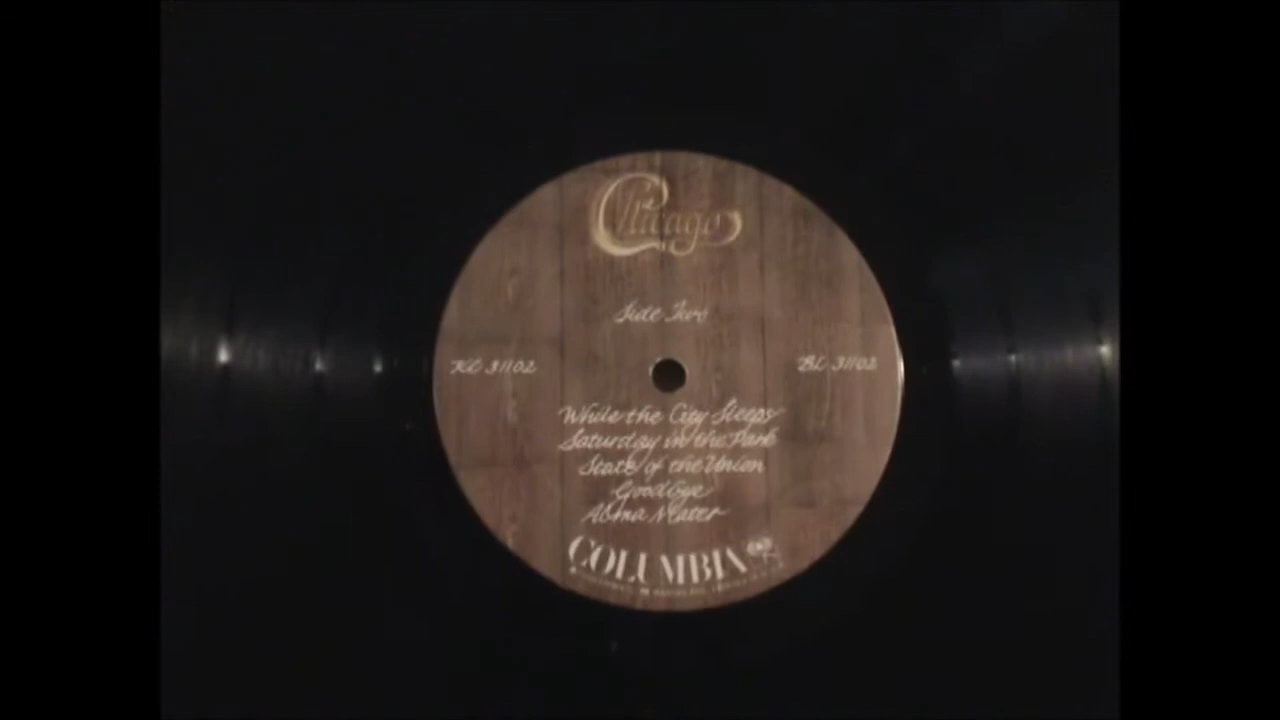 Chicago
Side Two
KC 31102
BL 31102
While the City Sleeps
Saturday in the Park
State of the Union
Goodbye
Alma Mater
COLUMBIA